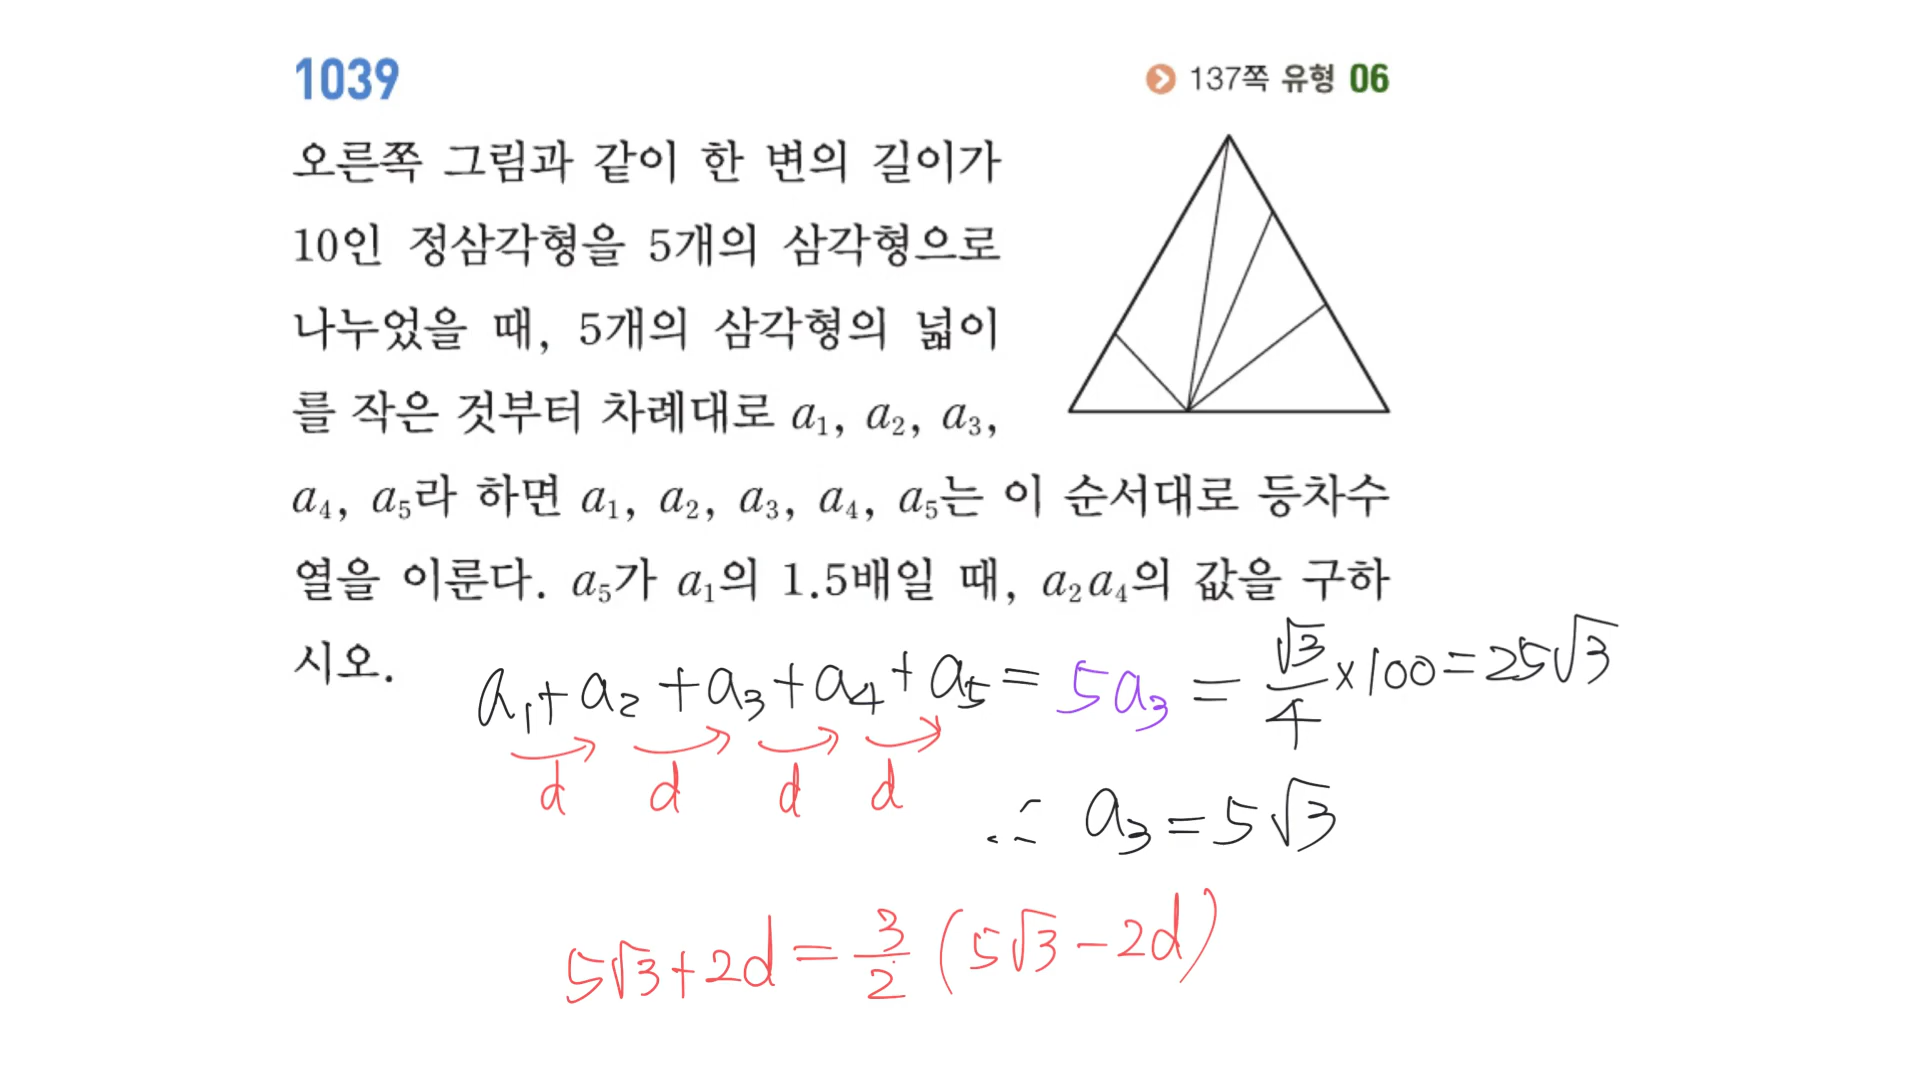 1039
137쪽 유형 06
오른쪽 그림과 같이 한 변의 길이가
10인 정삼각형을 5개의 삼각형으로
나누었을 때, 5개의 삼각형의 넓이
를 작은 것부터 차례대로 a₁, a₂, a₃,
a₄, a₅라 하면 a₁, a₂, a₃, a₄, a₅는 이 순서대로 등차수
열을 이룬다. a₅가 a₁의 1.5배일 때, a₂a₄의 값을 구하
시오.
a₁+a₂+a₃+a₄+a₅=5a₃=√3/4×100=25√3
d d d d
∴ a₃=5√3
5√3+2d=3/2(5√3-2d)